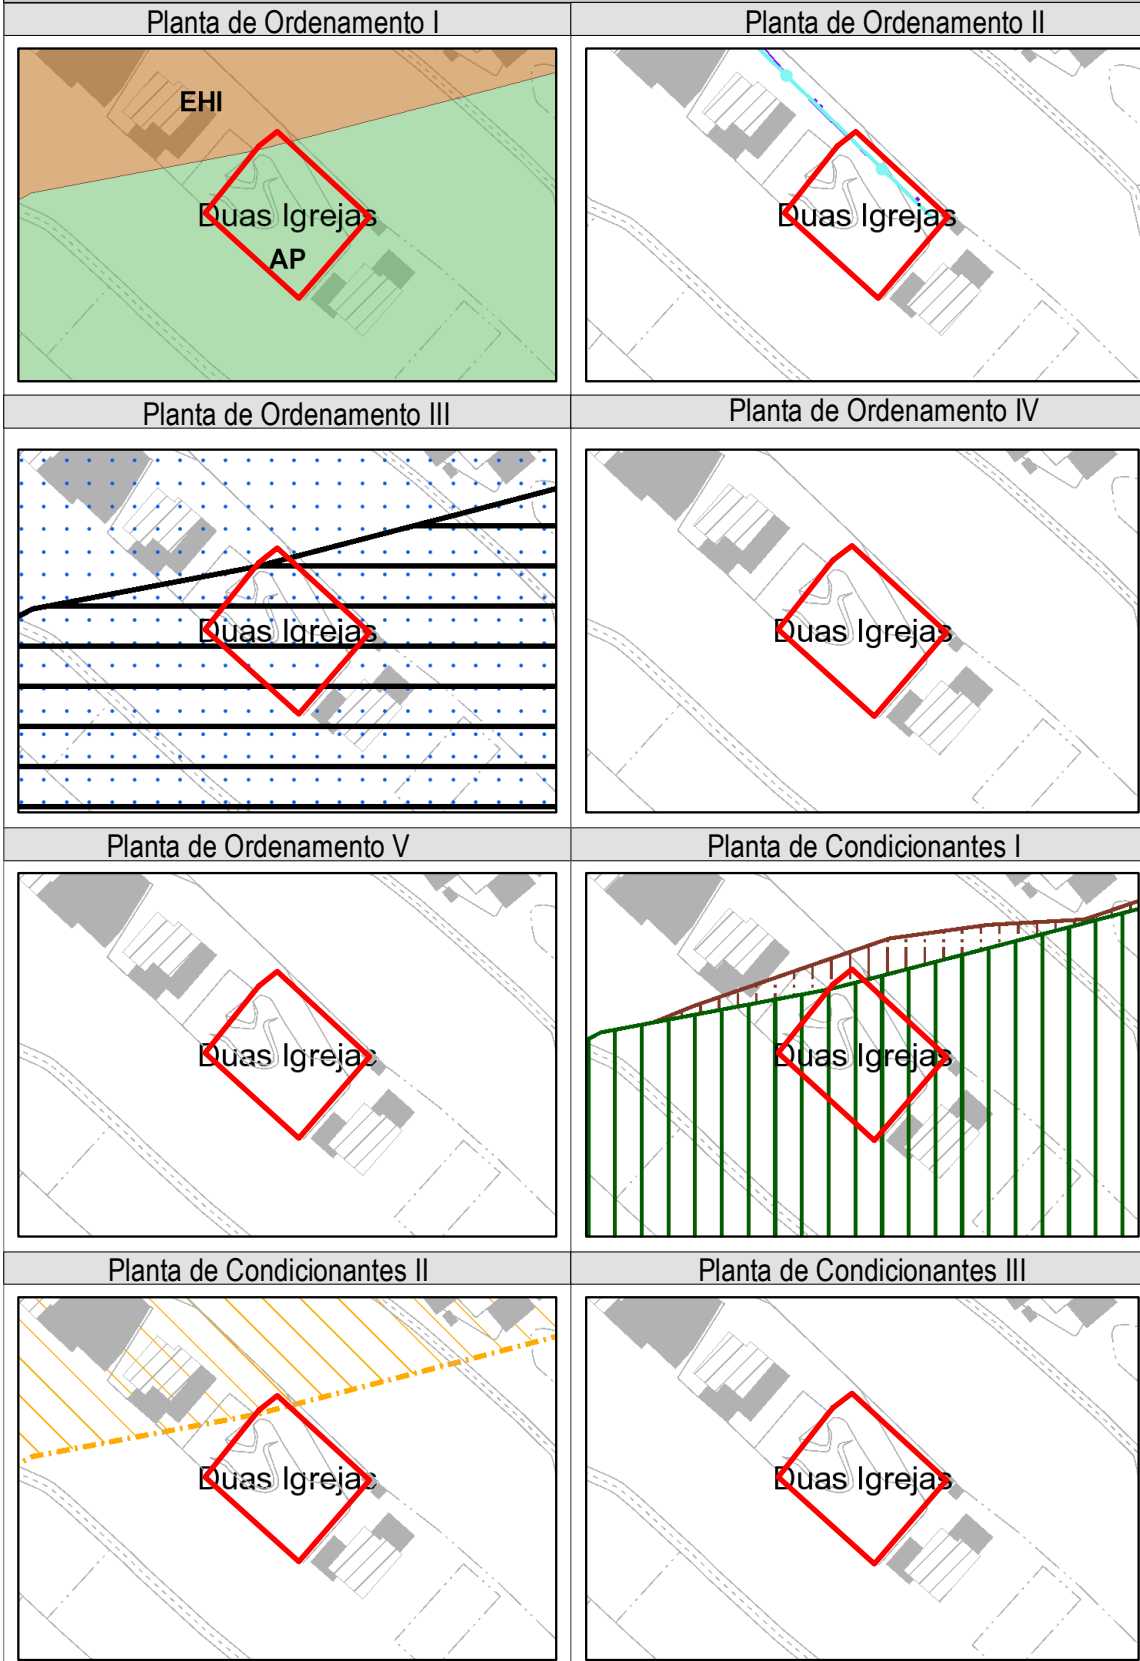 Planta de Ordenamento I
Planta de Ordenamento II
EHI
Duas Igrejas
AP
Duas Igrejas
Planta de Ordenamento III
Planta de Ordenamento IV
Duas Igrejas
Duas Igrejas
Planta de Ordenamento V
Planta de Condicionantes I
Duas Igrejas
Duas Igrejas
Planta de Condicionantes II
Planta de Condicionantes III
Duas Igrejas
Duas Igrejas